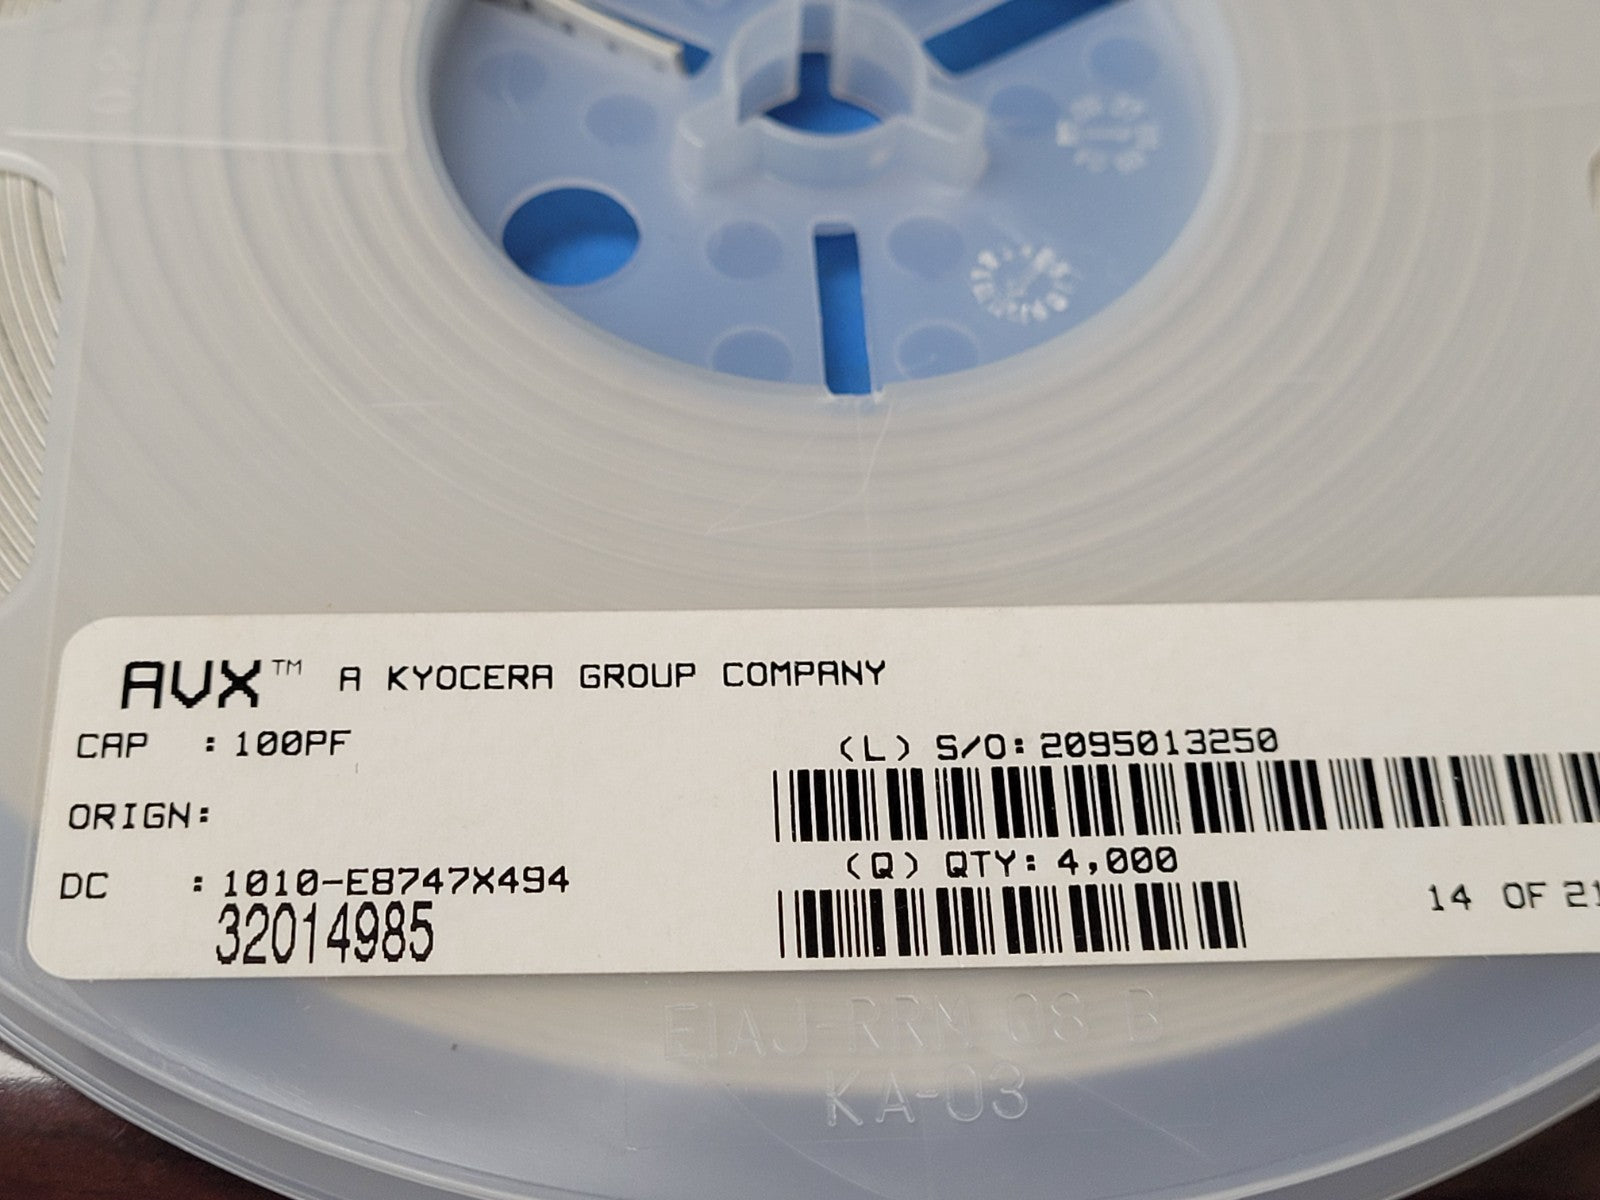 AVX™ A KYOCERA GROUP COMPANY
CAP : 100PF
(L) S/O: 2095013250
ORIGN:
(Q) QTY: 4,000
DC : 1010-E8747X494
14 OF 21
32014985
EIAJ-RRM 08 B
KA-03